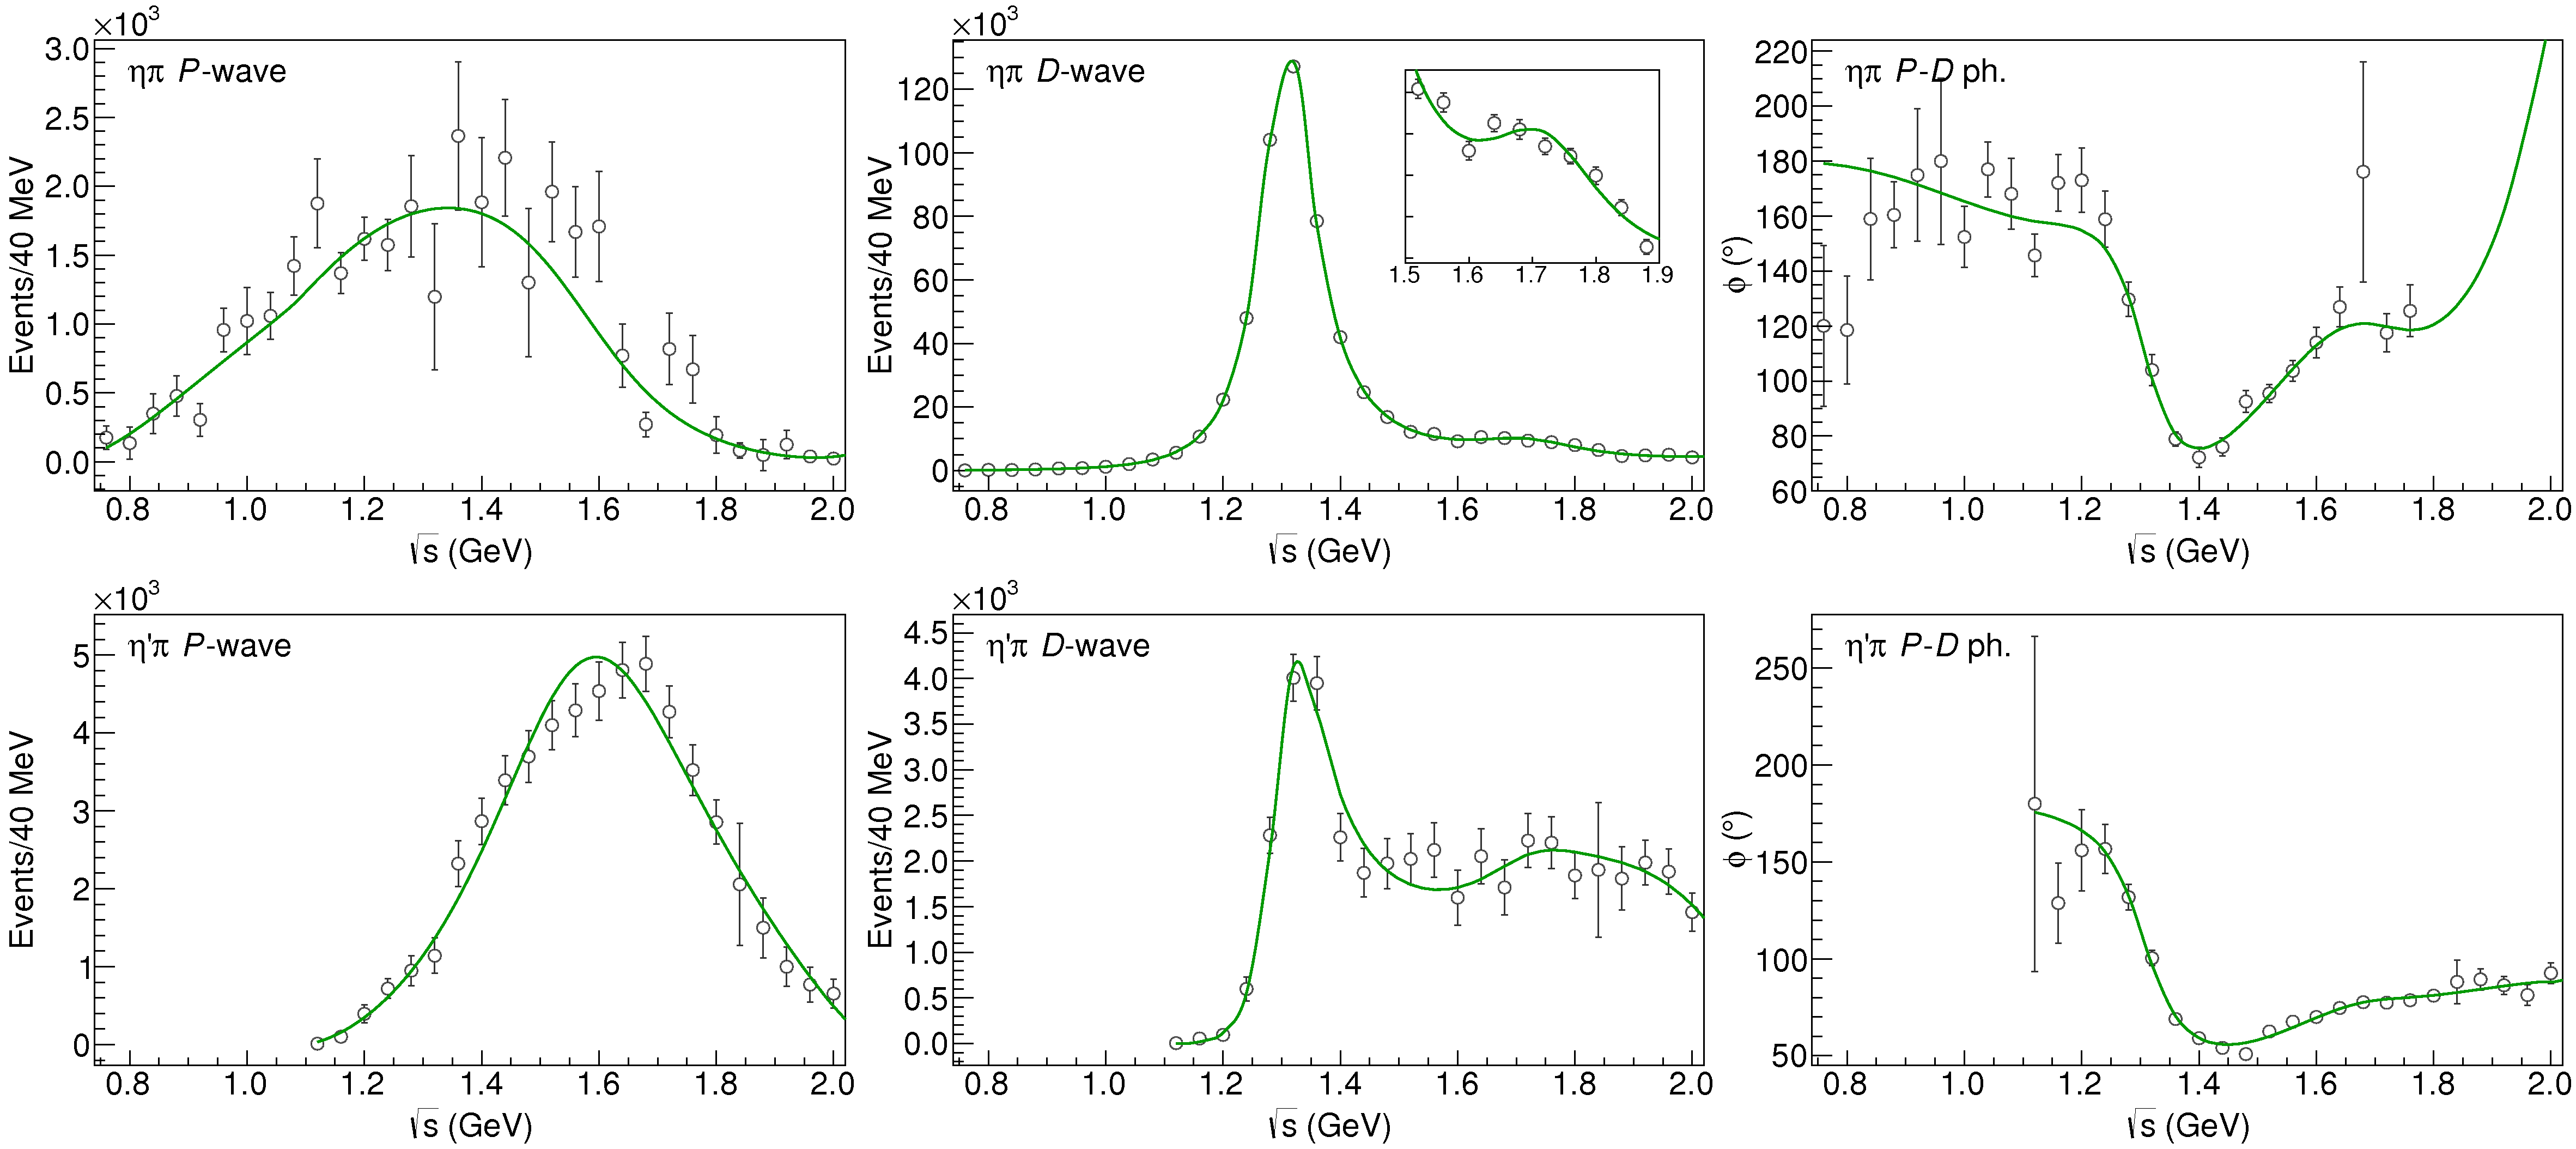 ×10³
ηπ P-wave
Events/40 MeV
3.0
2.5
2.0
1.5
1.0
0.5
0.0
0.8 1.0 1.2 1.4 1.6 1.8 2.0
√s (GeV)
×10³
ηπ D-wave
Events/40 MeV
120
100
80
60
40
20
0
1.5 1.6 1.7 1.8 1.9
0.8 1.0 1.2 1.4 1.6 1.8 2.0
√s (GeV)
ηπ P-D ph.
ϕ (°)
220
200
180
160
140
120
100
80
60
0.8 1.0 1.2 1.4 1.6 1.8 2.0
√s (GeV)
×10³
η'π P-wave
Events/40 MeV
5
4
3
2
1
0
0.8 1.0 1.2 1.4 1.6 1.8 2.0
√s (GeV)
×10³
η'π D-wave
Events/40 MeV
4.5
4.0
3.5
3.0
2.5
2.0
1.5
1.0
0.5
0.0
0.8 1.0 1.2 1.4 1.6 1.8 2.0
√s (GeV)
η'π P-D ph.
ϕ (°)
250
200
150
100
50
0.8 1.0 1.2 1.4 1.6 1.8 2.0
√s (GeV)